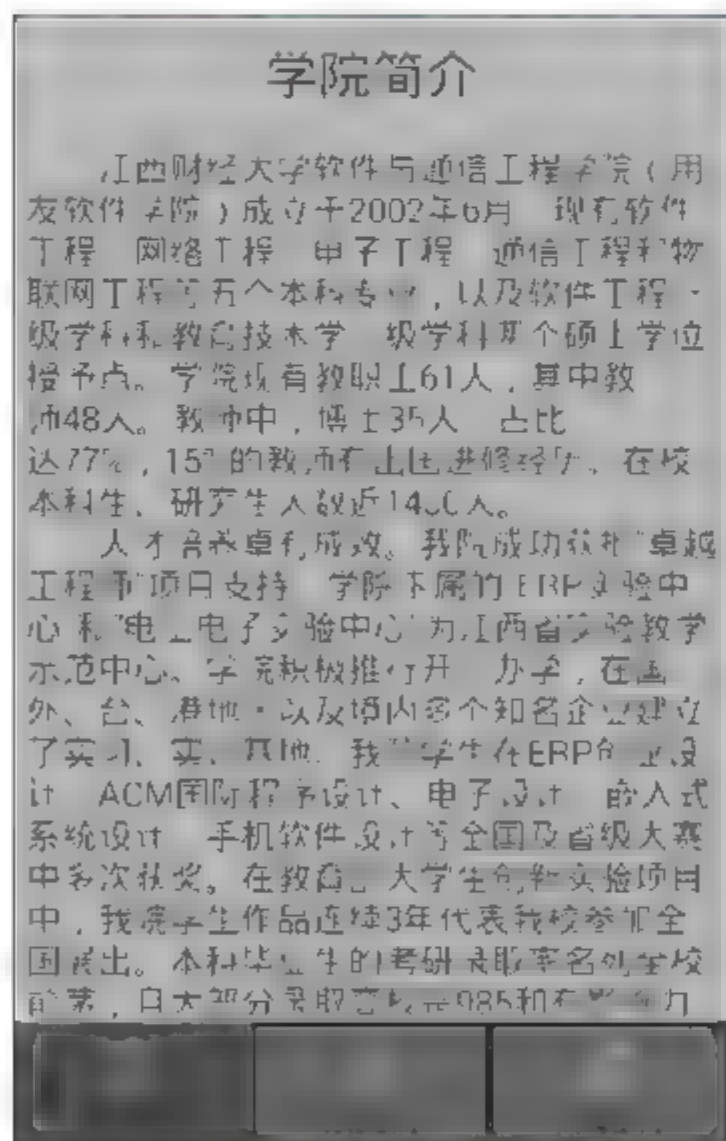 学院简介
江西财经大学软件与通信工程学院（用
友软件学院）成立于2002年6月 现有软件
工程 网络工程 电子工程 通信工程和物
联网工程等五个本科专业，以及软件工程一
级学科和教育技术学 级学科两个硕士学位
授予点。学院现有教职工61人，其中教
师48人。教师中，博士35人 占比
达77%，15%的教师有出国进修经历。在校
本科生、研究生人数近1400人。
人才培养卓有成效。我院成功获批“卓越
工程师”项目支持 学院下属的“ERP实验中
心”和“电工电子实验中心”为江西省实验教学
示范中心。学院积极推行开 办学，在国
外、台、港地 以及境内多个知名企业建立
了实习、实 基地。我院学生在ERP创业设
计 ACM国际程序设计、电子设计 嵌入式
系统设计 手机软件设计等全国及省级大赛
中多次获奖。在教育 大学生创新实验项目
中，我院学生作品连续3年代表我校参加全
国展出。本科毕业生的考研录取率名列全校
前茅，且大部分录取高校是985和有影响力